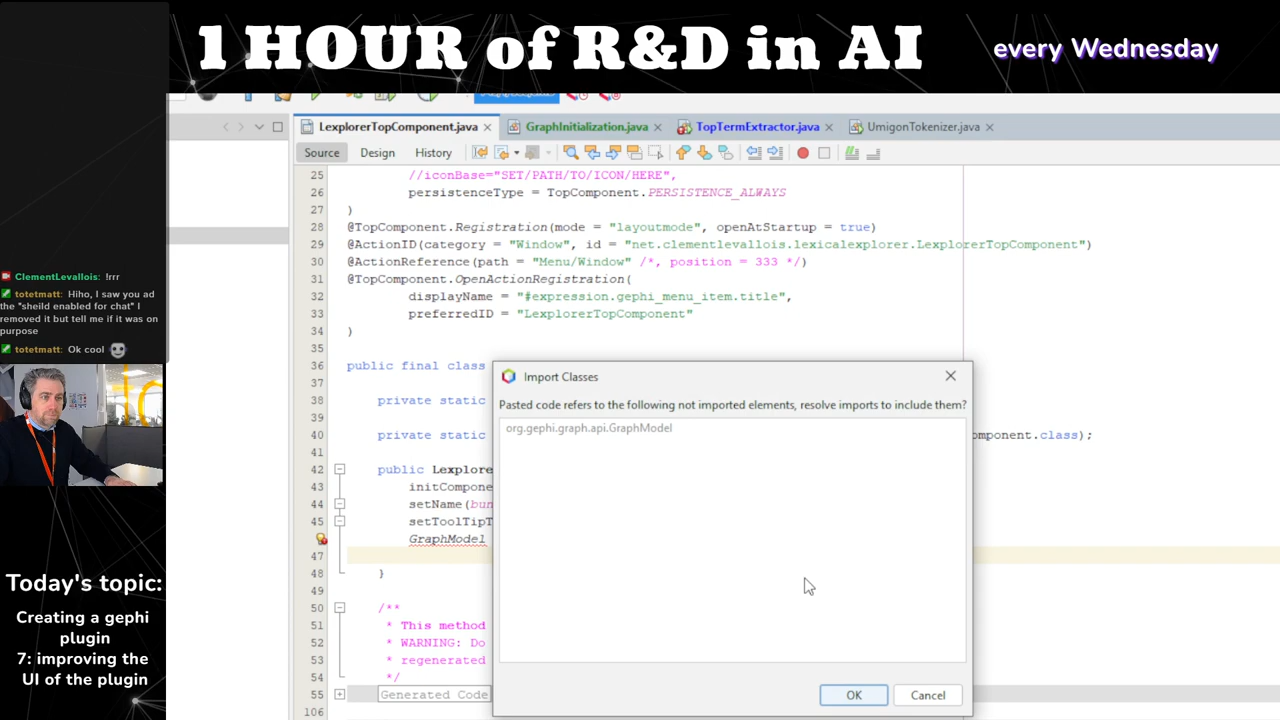 1 HOUR of R&D in AI
every Wednesday
LexplorerTopComponent.java
GraphInitialization.java
TopTermExtractor.java
UmigonTokenizer.java
Source
Design
History
25 //iconBase="SET/PATH/TO/ICON/HERE",
26 persistenceType = TopComponent.PERSISTENCE_ALWAYS
27 )
28 @TopComponent.Registration(mode = "layoutmode", openAtStartup = true)
29 @ActionID(category = "Window", id = "net.clementlevallois.lexicalexplorer.LexplorerTopComponent")
30 @ActionReference(path = "Menu/Window" /*, position = 333 */)
31 @TopComponent.OpenActionRegistration(
32 displayName = "#expression.gephi_menu_item.title",
33 preferredID = "LexplorerTopComponent"
34 )
35
36 public final class
37
38 private static
39
40 private static omponent.class);
41
42 public Lexplore
43 initCompone
44 setName(bun
45 setToolTipT
GraphModel
47
48 }
49
50 /**
51 * This method
52 * WARNING: Do
53 * regenerated
54 */
55 Generated Code
106
Import Classes
Pasted code refers to the following not imported elements, resolve imports to include them?
org.gephi.graph.api.GraphModel
OK
Cancel
ClementLevallois: !rrr
totetmatt: Hiho, I saw you ad
the "sheild enabled for chat" I
removed it but tell me if it was on
purpose
totetmatt: Ok cool
Today's topic:
Creating a gephi
plugin
7: improving the
UI of the plugin